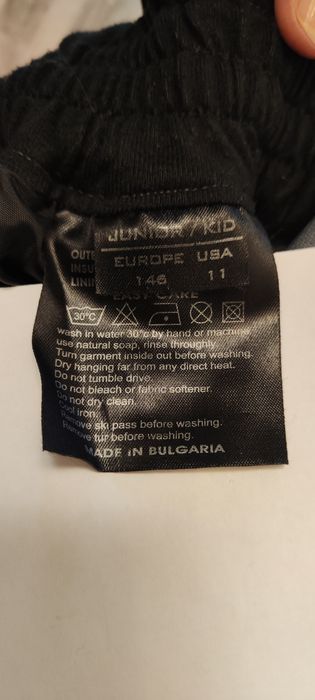 JUNIOR / KID
EUROPE USA
146 11
OUTE
INSU
LININ
EASY CARE
30°C
wash in water 30°c by hand or machine
use natural soap, rinse throughly.
Turn garment inside out before washing.
Dry hanging far from any direct heat.
Do not tumble drive.
Do not bleach or fabric softener.
Do not dry clean.
Cool iron.
Remove ski pass before washing.
Remove fur before washing.
MADE IN BULGARIA